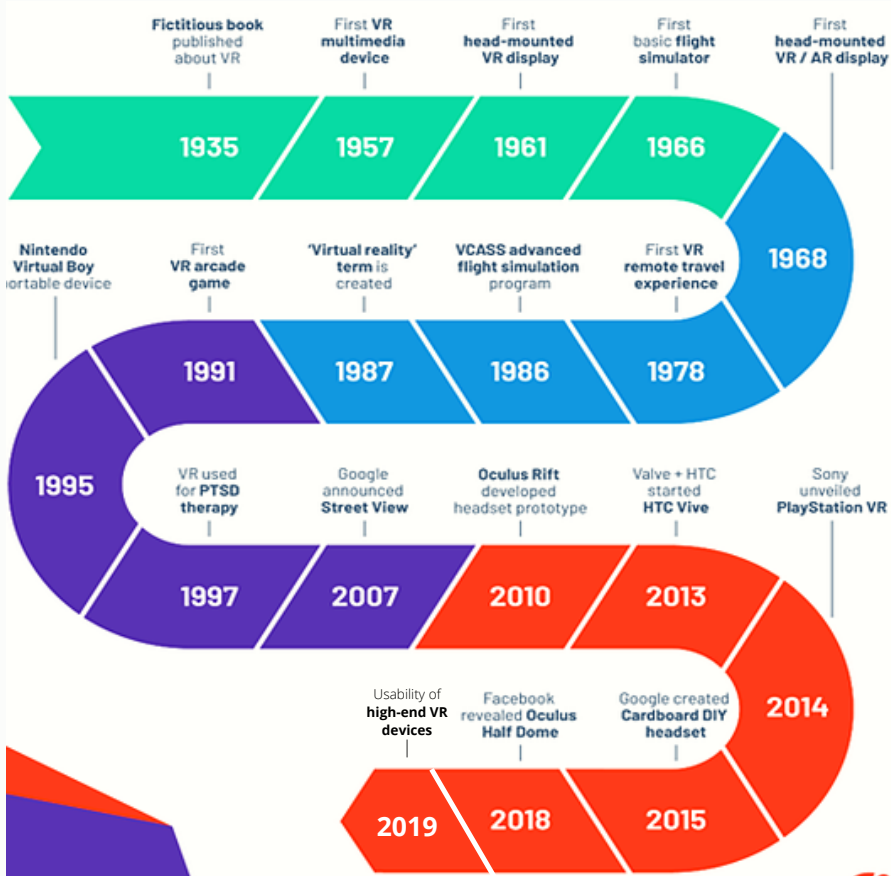 Fictitious book
published
about VR
First VR
multimedia
device
First
head-mounted
VR display
First
basic flight
simulator
First
head-mounted
VR / AR display
1935
1957
1961
1966
1968
Nintendo
Virtual Boy
ortable device
First
VR arcade
game
'Virtual reality'
term is
created
VCASS advanced
flight simulation
program
First VR
remote travel
experience
1991
1987
1986
1978
1995
VR used
for PTSD
therapy
Google
announced
Street View
Oculus Rift
developed
headset prototype
Valve + HTC
started
HTC Vive
Sony
unveiled
PlayStation VR
1997
2007
2010
2013
2014
Usability of
high-end VR
devices
Facebook
revealed Oculus
Half Dome
Google created
Cardboard DIY
headset
2019
2018
2015